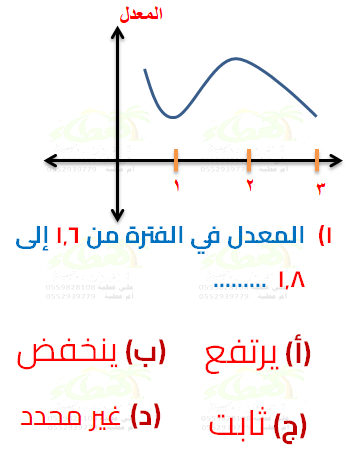 المعدل
١ ٢ ٣
١) المعدل في الفترة من ١,٦ إلى
١,٨ .........
(أ) يرتفع (ب) ينخفض
(ج) ثابت (د) غير محدد